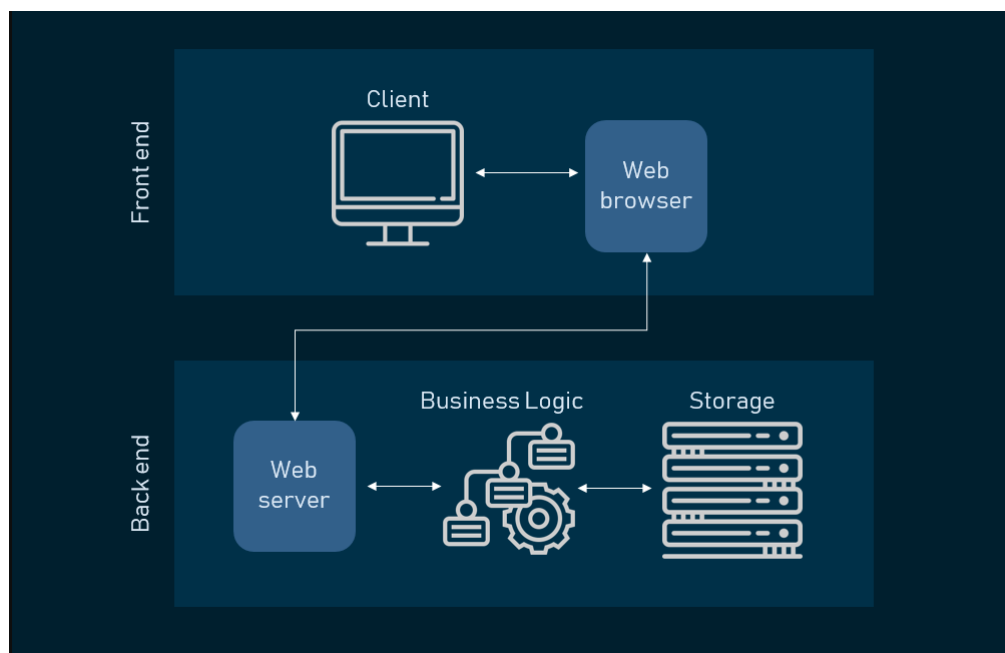 Front end
Client
Web
browser
Back end
Business Logic
Storage
Web
server